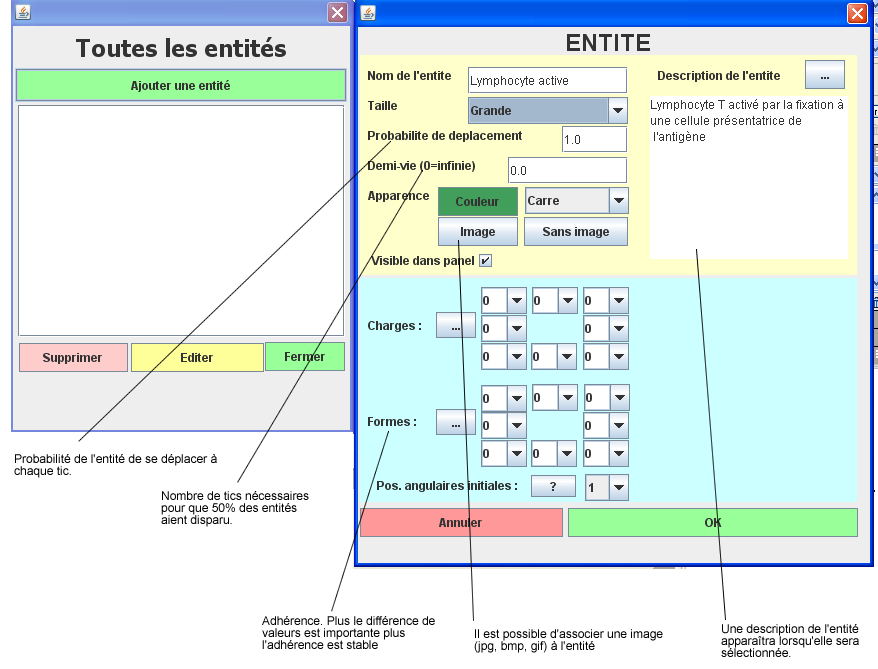 Toutes les entités
Ajouter une entité
Supprimer
Editer
Fermer
ENTITE
Nom de l'entite
Lymphocyte active
Description de l'entite
...
Taille
Grande
Lymphocyte T activé par la fixation à
une cellule présentatrice de
l'antigène
Probabilite de deplacement
1.0
Demi-vie (0=infinie)
0.0
Apparence
Couleur
Carre
Image
Sans image
Visible dans panel
Charges :
...
0 0 0
0 0
0 0 0
Formes :
...
0 0 0
0 0
0 0 0
Pos. angulaires initiales :
?
1
Annuler
OK
Probabilité de l'entité de se déplacer à
chaque tic.
Nombre de tics nécessaires
pour que 50% des entités
aient disparu.
Adhérence. Plus le différence de
valeurs est importante plus
l'adhérence est stable
Il est possible d'associer une image
(jpg, bmp, gif) à l'entité
Une description de l'entité
apparaîtra lorsqu'elle sera
sélectionnée.